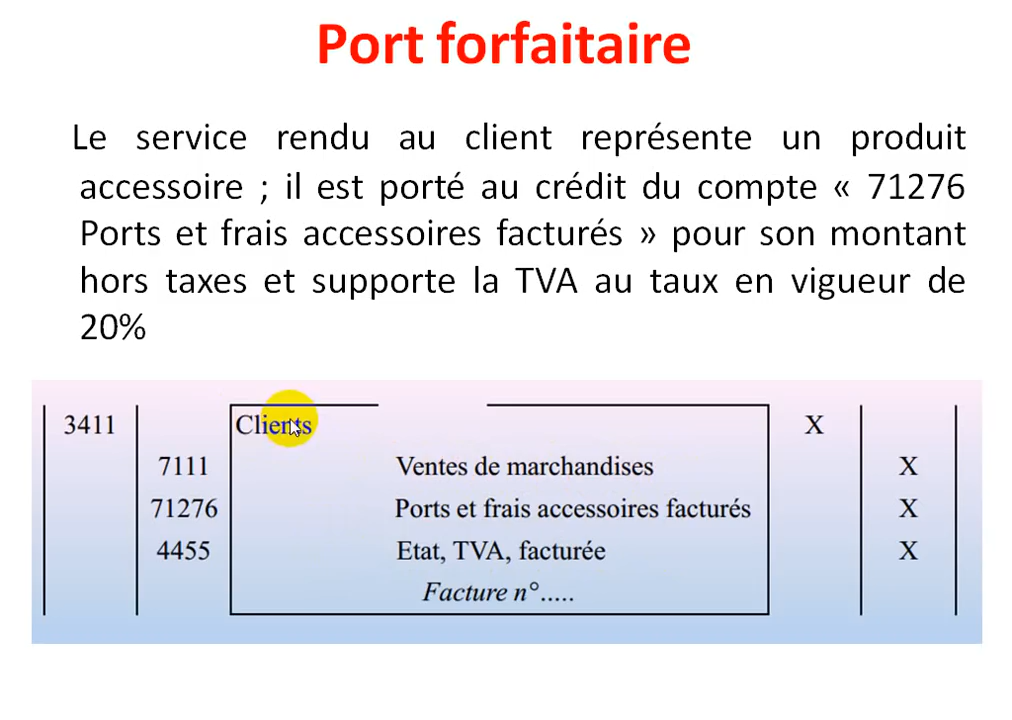 Port forfaitaire
Le service rendu au client représente un produit
accessoire ; il est porté au crédit du compte « 71276
Ports et frais accessoires facturés » pour son montant
hors taxes et supporte la TVA au taux en vigueur de
20%
3411 Clients X
7111 Ventes de marchandises X
71276 Ports et frais accessoires facturés X
4455 Etat, TVA, facturée X
Facture n°.....